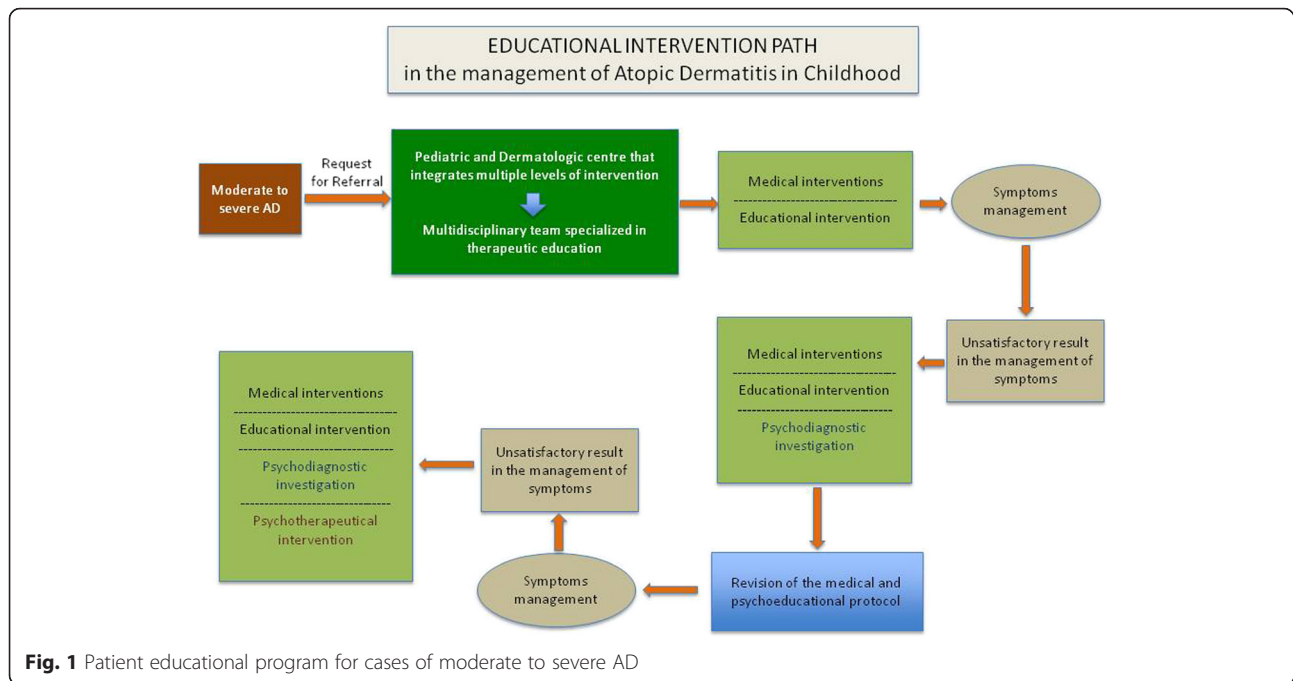 EDUCATIONAL INTERVENTION PATH
in the management of Atopic Dermatitis in Childhood
Moderate to
severe AD
Request
for Referral
Pediatric and Dermatologic centre that
integrates multiple levels of intervention
Multidisciplinary team specialized in
therapeutic education
Medical interventions
Educational intervention
Symptoms
management
Unsatisfactory result
in the management of
symptoms
Medical interventions
Educational intervention
Psychodiagnostic
investigation
Revision of the medical and
psychoeducational protocol
Symptoms
management
Unsatisfactory result
in the management of
symptoms
Medical interventions
Educational intervention
Psychodiagnostic
investigation
Psychotherapeutical
intervention
Fig. 1 Patient educational program for cases of moderate to severe AD